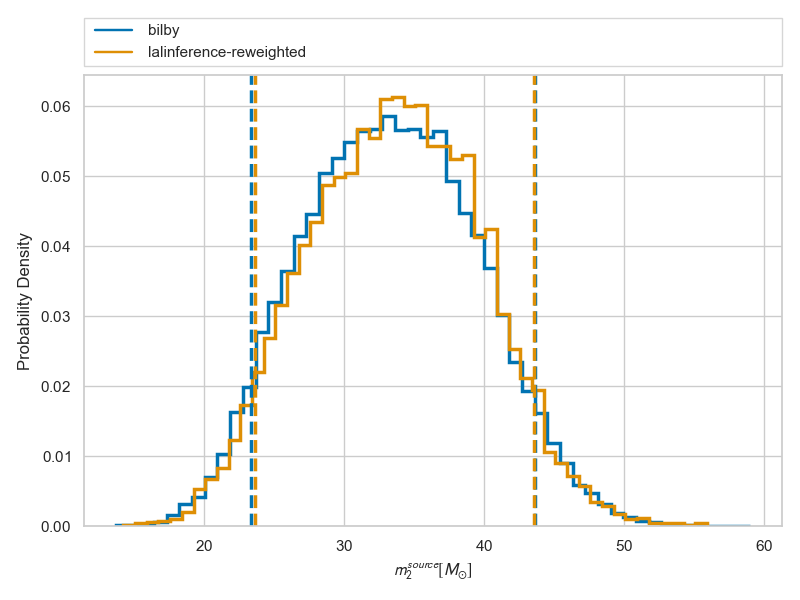 bilby
lalinference-reweighted
Probability Density
0.06
0.05
0.04
0.03
0.02
0.01
0.00
20 30 40 50 60
m₂^source [M⊙]